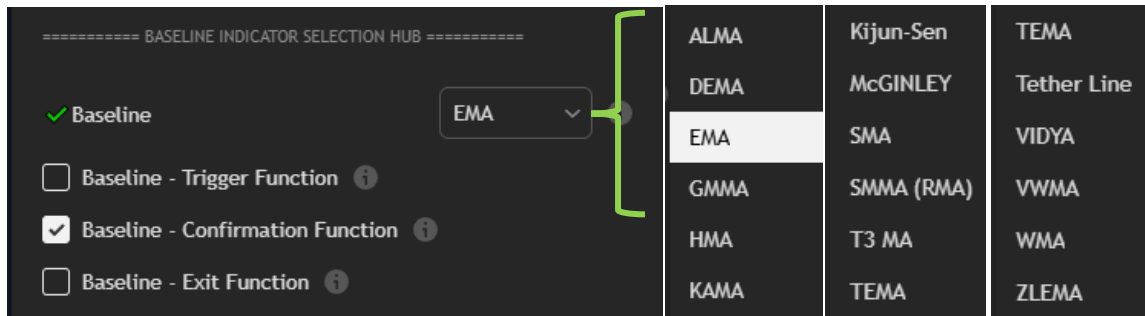 =========== BASELINE INDICATOR SELECTION HUB ===========
Baseline
EMA
Baseline - Trigger Function
Baseline - Confirmation Function
Baseline - Exit Function
ALMA
DEMA
EMA
GMMA
HMA
KAMA
Kijun-Sen
McGINLEY
SMA
SMMA (RMA)
T3 MA
TEMA
TEMA
Tether Line
VIDYA
VWMA
WMA
ZLEMA